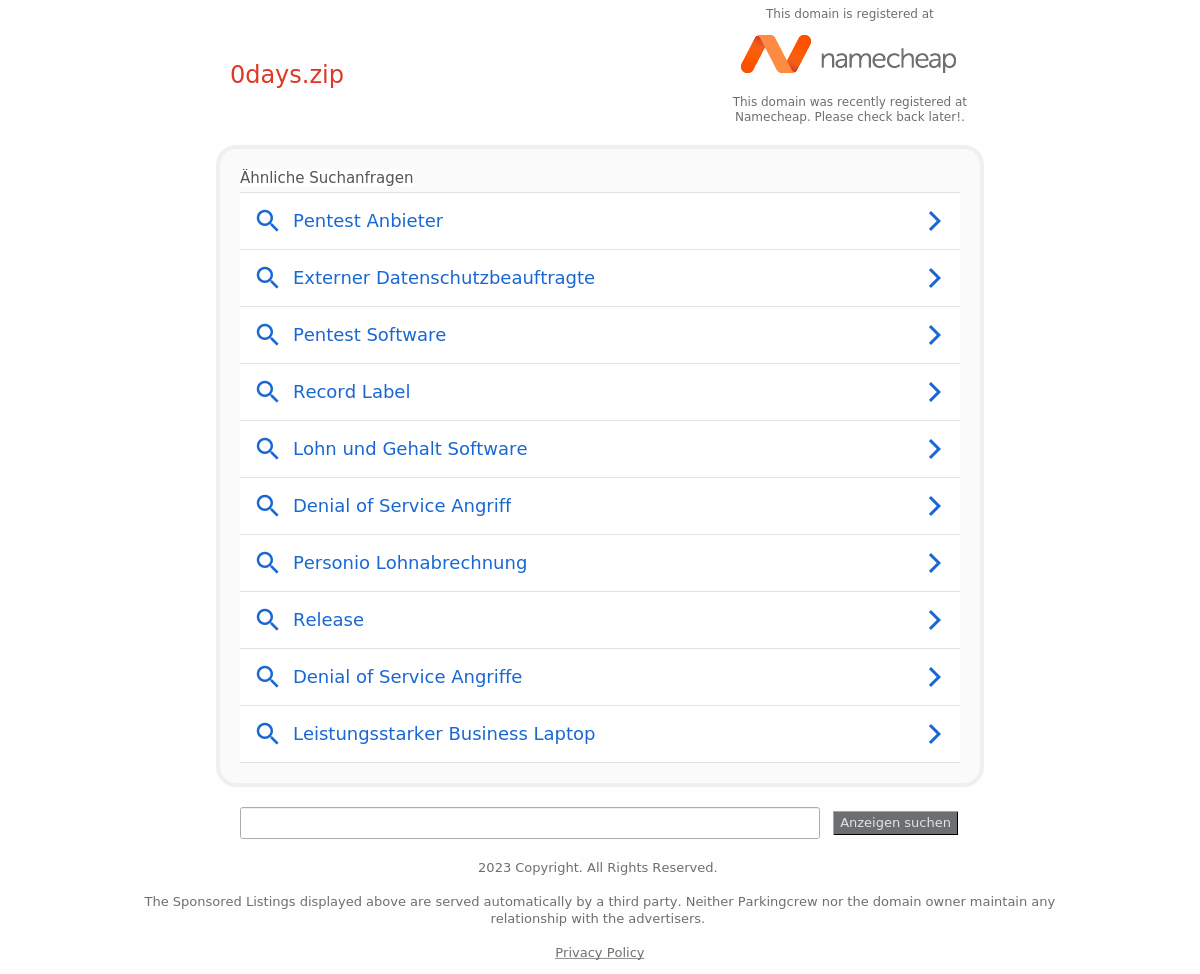 This domain is registered at
namecheap
0days.zip
This domain was recently registered at
Namecheap. Please check back later!.
Ähnliche Suchanfragen
Pentest Anbieter
Externer Datenschutzbeauftragte
Pentest Software
Record Label
Lohn und Gehalt Software
Denial of Service Angriff
Personio Lohnabrechnung
Release
Denial of Service Angriffe
Leistungsstarker Business Laptop
Anzeigen suchen
2023 Copyright. All Rights Reserved.
The Sponsored Listings displayed above are served automatically by a third party. Neither Parkingcrew nor the domain owner maintain any
relationship with the advertisers.
Privacy Policy